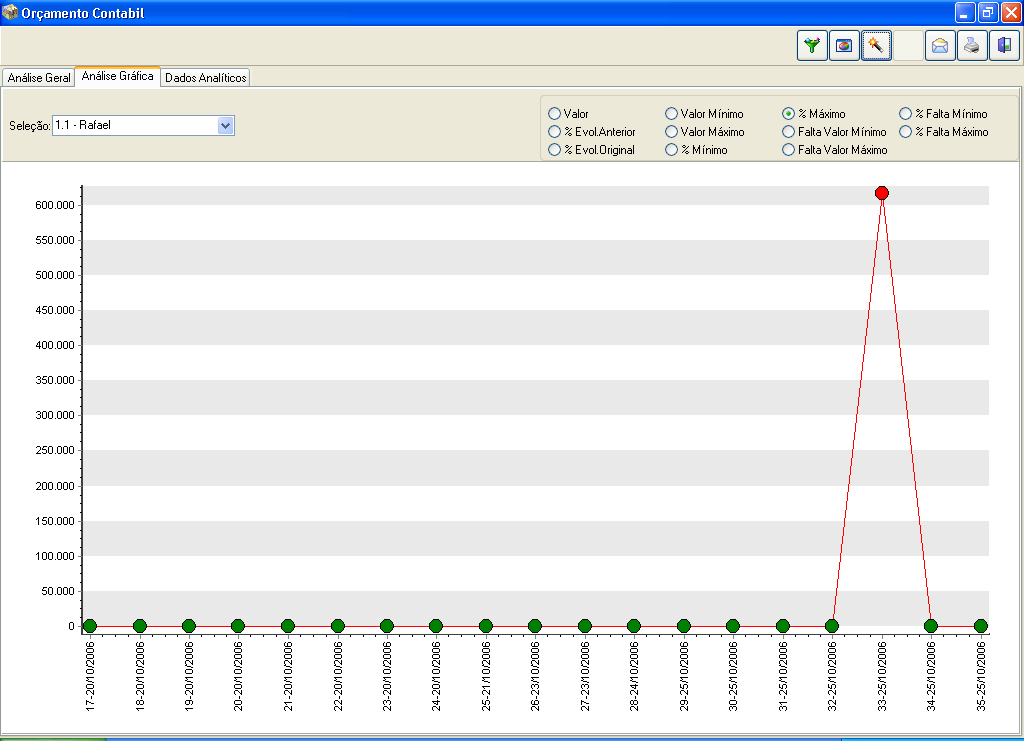 Orçamento Contabil
Análise Geral
Análise Gráfica
Dados Analíticos
Seleção:
1.1 - Rafael
Valor
% Evol.Anterior
% Evol.Original
Valor Mínimo
Valor Máximo
% Mínimo
% Máximo
Falta Valor Mínimo
Falta Valor Máximo
% Falta Mínimo
% Falta Máximo
600.000
550.000
500.000
450.000
400.000
350.000
300.000
250.000
200.000
150.000
100.000
50.000
0
17-20/10/2006
18-20/10/2006
19-20/10/2006
20-20/10/2006
21-20/10/2006
22-20/10/2006
23-20/10/2006
24-20/10/2006
25-21/10/2006
26-23/10/2006
27-23/10/2006
28-24/10/2006
29-25/10/2006
30-25/10/2006
31-25/10/2006
32-25/10/2006
33-25/10/2006
34-25/10/2006
35-25/10/2006